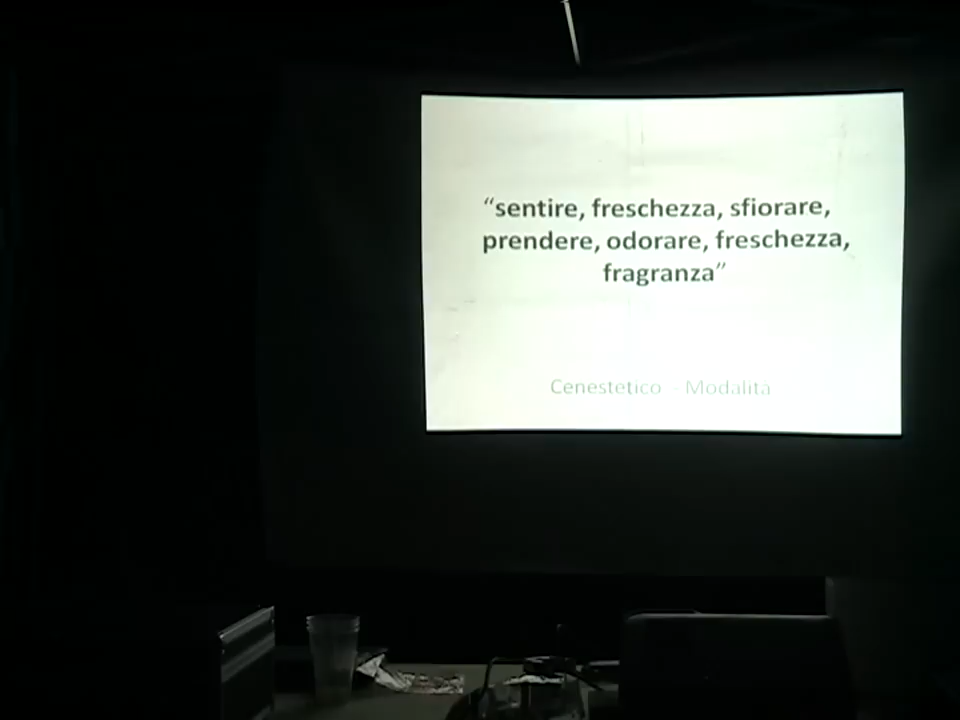 “sentire, freschezza, sfiorare,
prendere, odorare, freschezza,
fragranza”
Cenestetico - Modalità